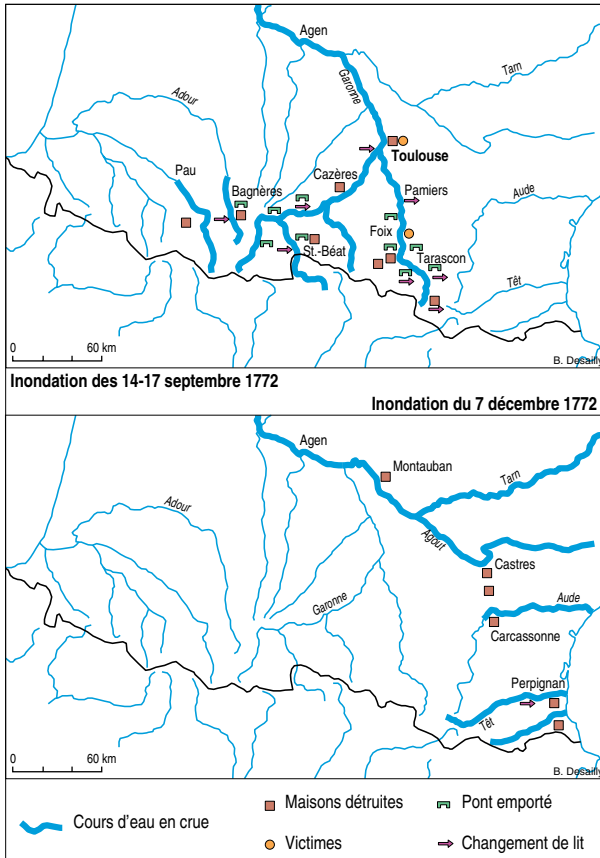 Agen
Garonne
Tarn
Adour
Toulouse
Pau
Bagnères
Cazères
Pamiers
Aude
Foix
St.-Béat
Tarascon
Têt
0 60 km
B. Desailly
Inondation des 14-17 septembre 1772
Inondation du 7 décembre 1772
Agen
Montauban
Tarn
Adour
Agout
Castres
Garonne
Aude
Carcassonne
Perpignan
Têt
0 60 km
B. Desailly
Cours d'eau en crue
Maisons détruites
Pont emporté
Victimes
Changement de lit